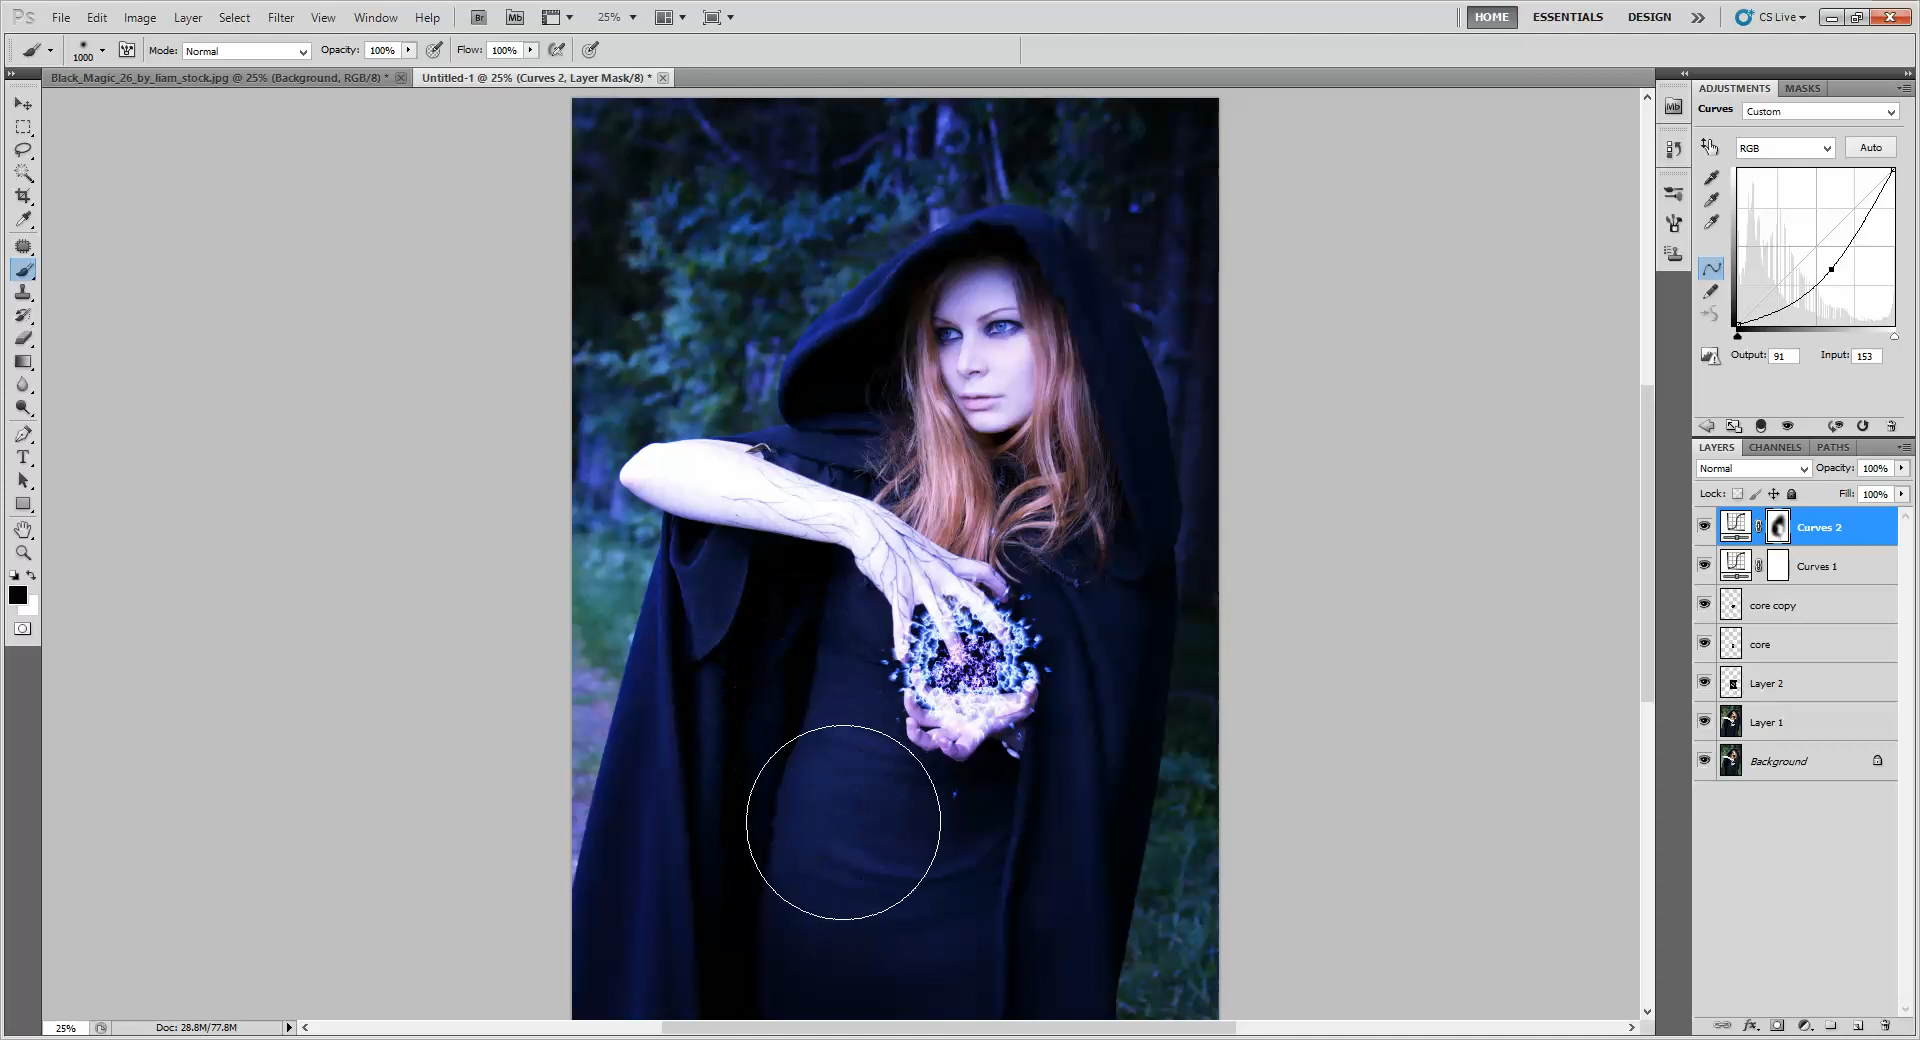 Ps File Edit Image Layer Select Filter View Window Help Br Mb 25% HOME ESSENTIALS DESIGN CS Live
1000 Mode: Normal Opacity: 100% Flow: 100%
Black_Magic_26_by_liam_stock.jpg @ 25% (Background, RGB/8) * Untitled-1 @ 25% (Curves 2, Layer Mask/8) *
ADJUSTMENTS MASKS
Mb
Curves Custom
RGB Auto
Output: 91 Input: 153
LAYERS CHANNELS PATHS
Normal Opacity: 100%
Lock: Fill: 100%
Curves 2
Curves 1
core copy
core
Layer 2
Layer 1
Background
T
25% Doc: 28.8M/77.8M
fx